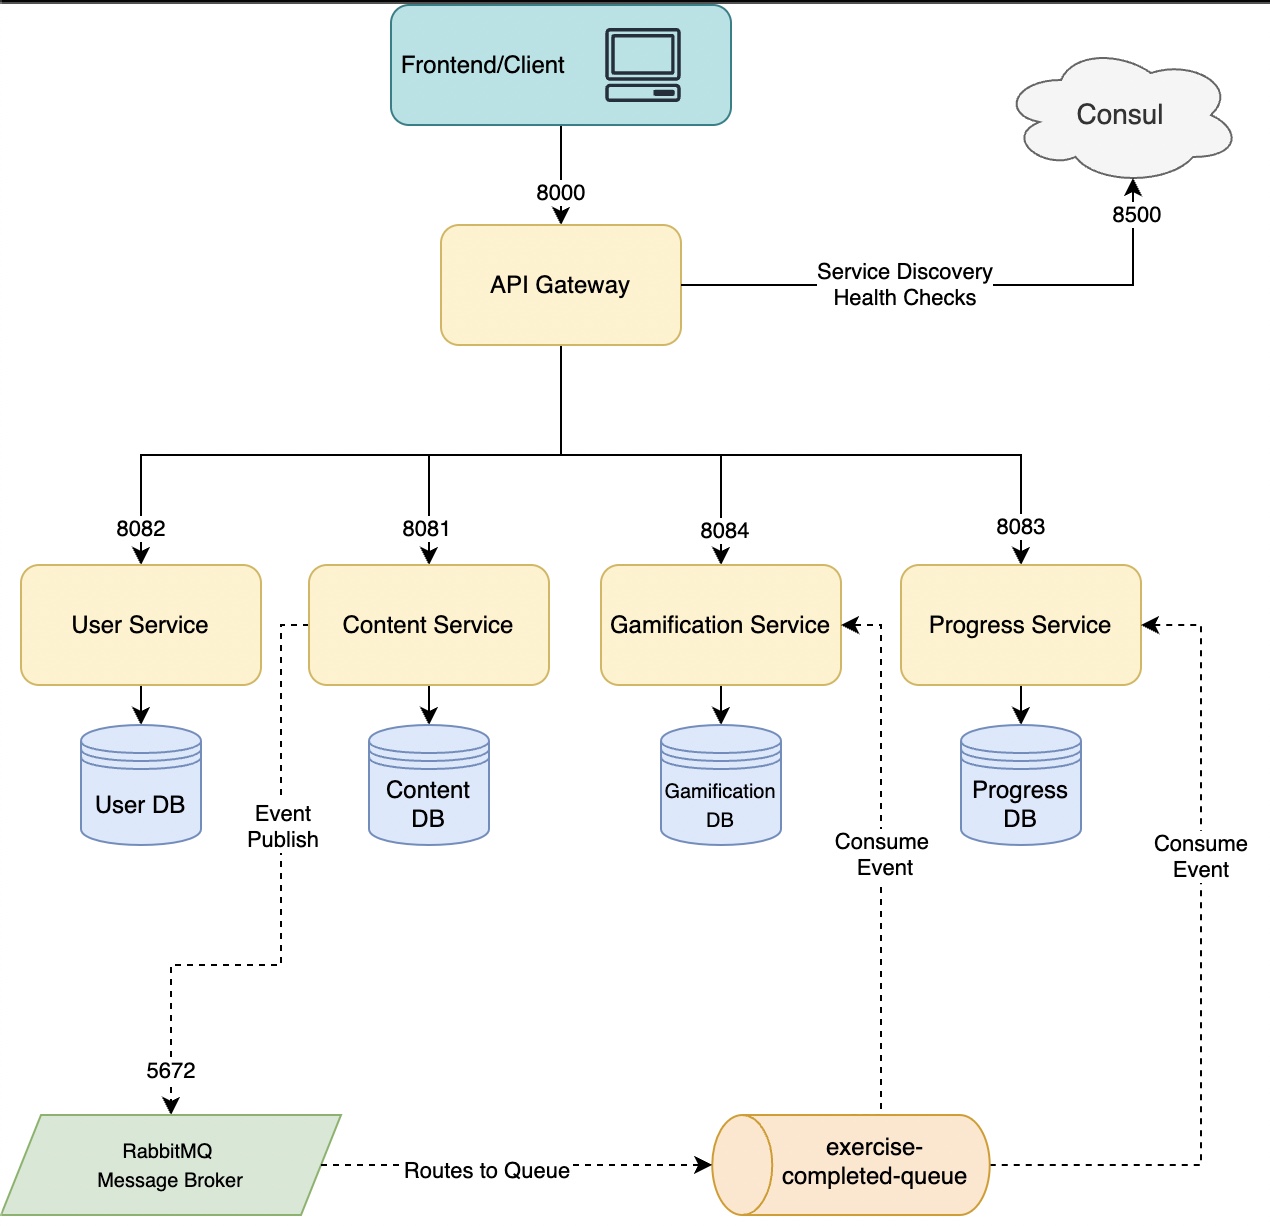 Frontend/Client
Consul
8000
8500
API Gateway
Service Discovery
Health Checks
8082
8081
8084
8083
User Service
Content Service
Gamification Service
Progress Service
User DB
Content
DB
Gamification
DB
Progress
DB
Event
Publish
Consume
Event
Consume
Event
5672
RabbitMQ
Message Broker
Routes to Queue
exercise-
completed-queue